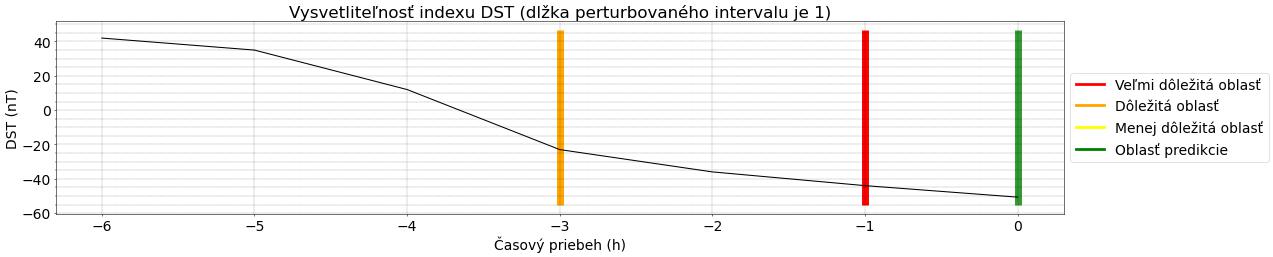 Vysvetliteľnosť indexu DST (dĺžka perturbovaného intervalu je 1)
DST (nT)
40
20
0
−20
−40
−60
−6 −5 −4 −3 −2 −1 0
Časový priebeh (h)
Veľmi dôležitá oblasť
Dôležitá oblasť
Menej dôležitá oblasť
Oblasť predikcie